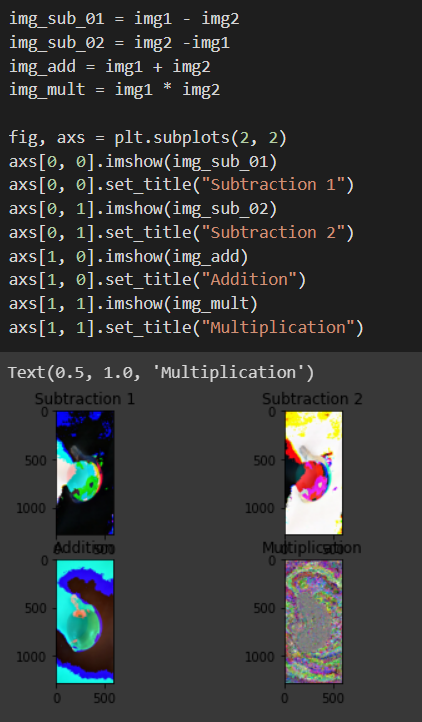 img_sub_01 = img1 - img2
img_sub_02 = img2 -img1
img_add = img1 + img2
img_mult = img1 * img2
fig, axs = plt.subplots(2, 2)
axs[0, 0].imshow(img_sub_01)
axs[0, 0].set_title("Subtraction 1")
axs[0, 1].imshow(img_sub_02)
axs[0, 1].set_title("Subtraction 2")
axs[1, 0].imshow(img_add)
axs[1, 0].set_title("Addition")
axs[1, 1].imshow(img_mult)
axs[1, 1].set_title("Multiplication")
Text(0.5, 1.0, 'Multiplication')
Subtraction 1 Subtraction 2
0 0
500 500
1000 1000
0 Addition 500 0 Multiplication 500
0 0
500 500
1000 1000
0 500 0 500